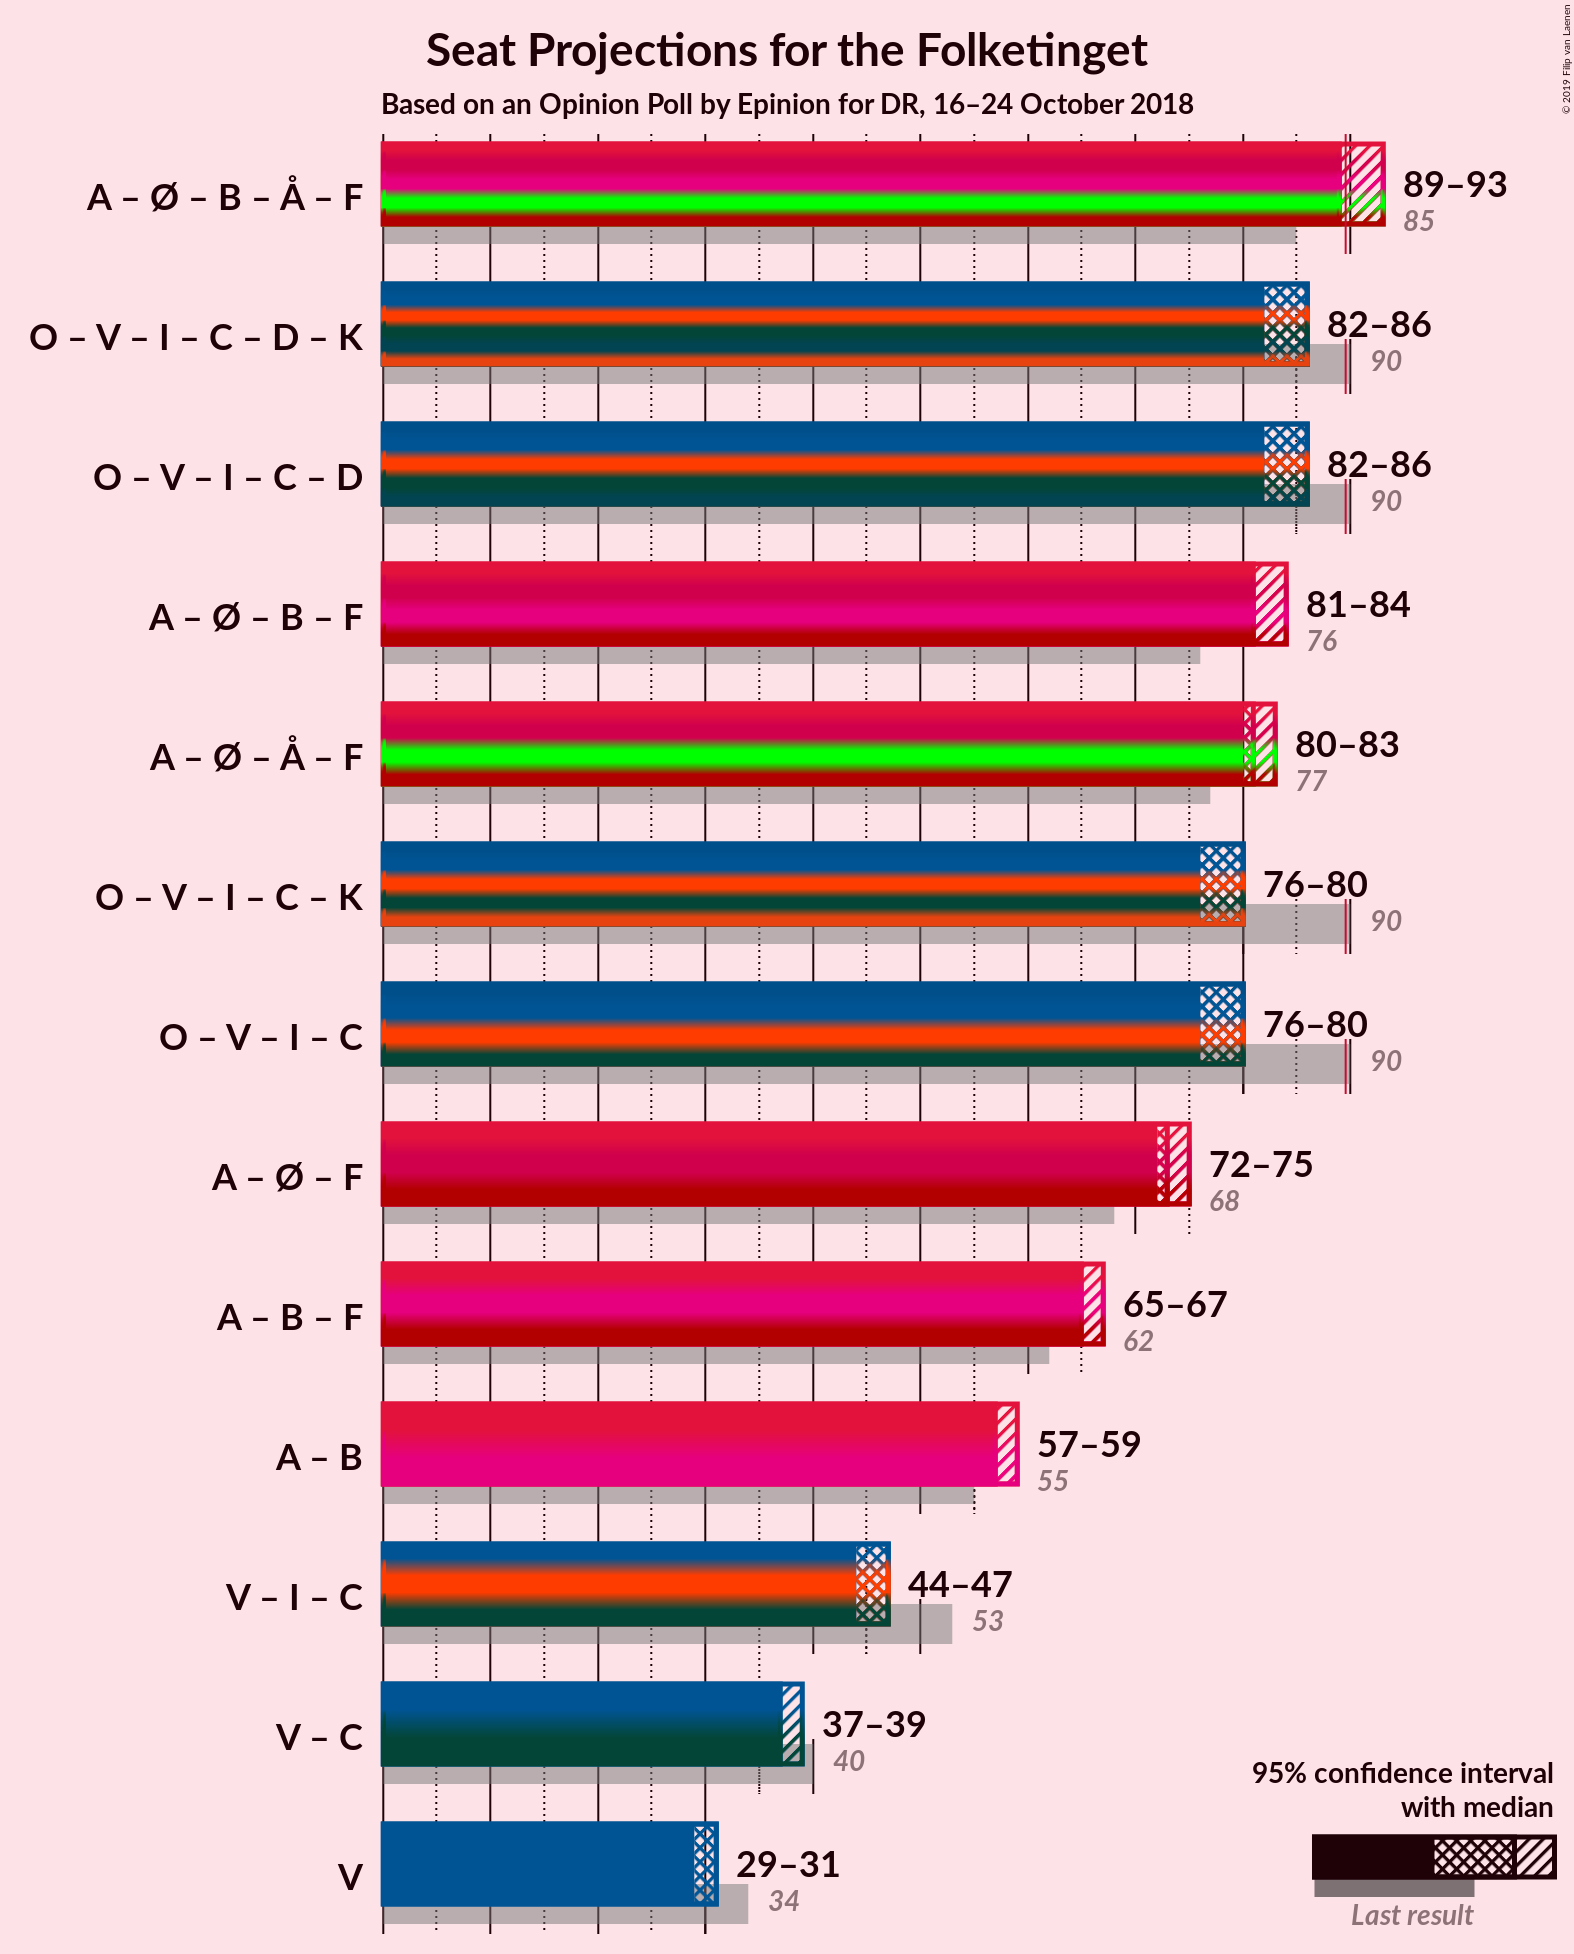 Seat Projections for the Folketinget
Based on an Opinion Poll by Epinion for DR, 16–24 October 2018
© 2019 Filip van Laenen
A – Ø – B – Å – F
89–93
85
O – V – I – C – D – K
82–86
90
O – V – I – C – D
82–86
90
A – Ø – B – F
81–84
76
A – Ø – Å – F
80–83
77
O – V – I – C – K
76–80
90
O – V – I – C
76–80
90
A – Ø – F
72–75
68
A – B – F
65–67
62
A – B
57–59
55
V – I – C
44–47
53
V – C
37–39
40
V
29–31
34
95% confidence interval
with median
Last result